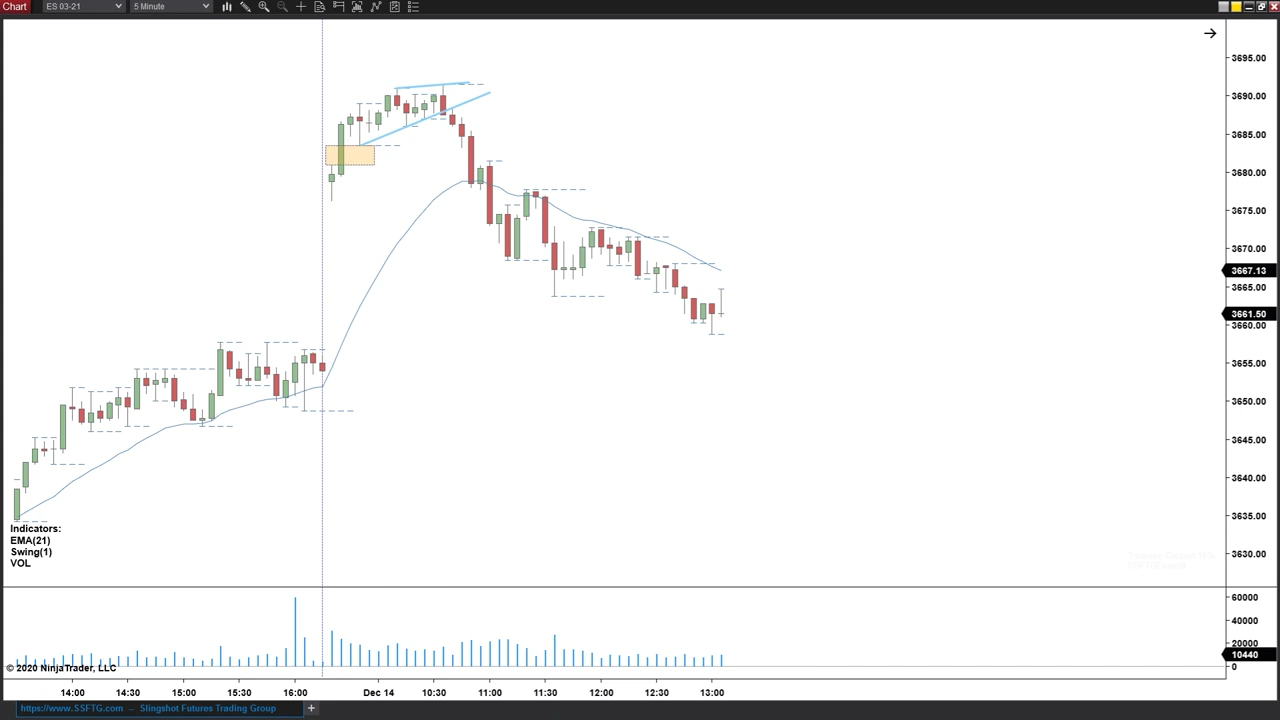 Chart ES 03-21 5 Minute
3695.00
3690.00
3685.00
3680.00
3675.00
3670.00
3667.13
3665.00
3661.50
3660.00
3655.00
3650.00
3645.00
3640.00
3635.00
3630.00
Indicators:
EMA(21)
Swing(1)
VOL
60000
40000
20000
10440
0
© 2020 NinjaTrader, LLC
14:00 14:30 15:00 15:30 16:00 Dec 14 10:30 11:00 11:30 12:00 12:30 13:00
https://www.SSFTG.com – Slingshot Futures Trading Group +